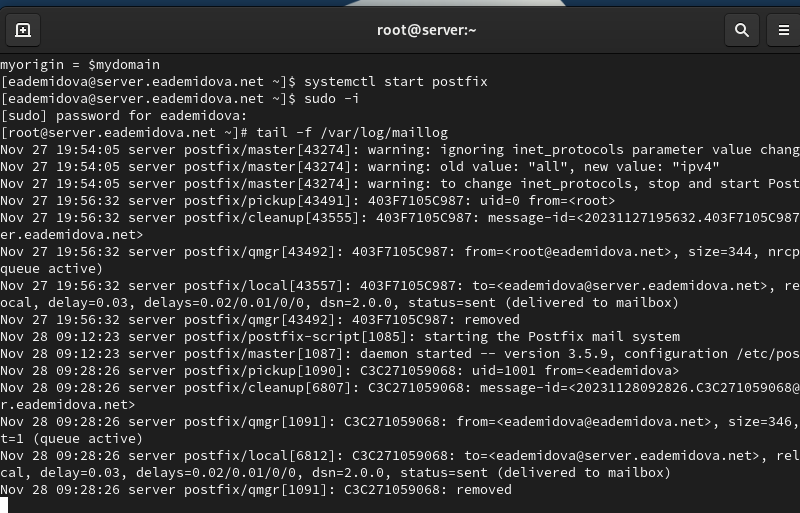 root@server:~
myorigin = $mydomain
[eademidova@server.eademidova.net ~]$ systemctl start postfix
[eademidova@server.eademidova.net ~]$ sudo -i
[sudo] password for eademidova:
[root@server.eademidova.net ~]# tail -f /var/log/maillog
Nov 27 19:54:05 server postfix/master[43274]: warning: ignoring inet_protocols parameter value chang
Nov 27 19:54:05 server postfix/master[43274]: warning: old value: "all", new value: "ipv4"
Nov 27 19:54:05 server postfix/master[43274]: warning: to change inet_protocols, stop and start Post
Nov 27 19:56:32 server postfix/pickup[43491]: 403F7105C987: uid=0 from=<root>
Nov 27 19:56:32 server postfix/cleanup[43555]: 403F7105C987: message-id=<20231127195632.403F7105C987
er.eademidova.net>
Nov 27 19:56:32 server postfix/qmgr[43492]: 403F7105C987: from=<root@eademidova.net>, size=344, nrcp
queue active)
Nov 27 19:56:32 server postfix/local[43557]: 403F7105C987: to=<eademidova@server.eademidova.net>, re
ocal, delay=0.03, delays=0.02/0.01/0/0, dsn=2.0.0, status=sent (delivered to mailbox)
Nov 27 19:56:32 server postfix/qmgr[43492]: 403F7105C987: removed
Nov 28 09:12:23 server postfix/postfix-script[1085]: starting the Postfix mail system
Nov 28 09:12:23 server postfix/master[1087]: daemon started -- version 3.5.9, configuration /etc/pos
Nov 28 09:28:26 server postfix/pickup[1090]: C3C271059068: uid=1001 from=<eademidova>
Nov 28 09:28:26 server postfix/cleanup[6807]: C3C271059068: message-id=<20231128092826.C3C271059068@
r.eademidova.net>
Nov 28 09:28:26 server postfix/qmgr[1091]: C3C271059068: from=<eademidova@eademidova.net>, size=346,
t=1 (queue active)
Nov 28 09:28:26 server postfix/local[6812]: C3C271059068: to=<eademidova@server.eademidova.net>, rel
cal, delay=0.03, delays=0.02/0.01/0/0, dsn=2.0.0, status=sent (delivered to mailbox)
Nov 28 09:28:26 server postfix/qmgr[1091]: C3C271059068: removed